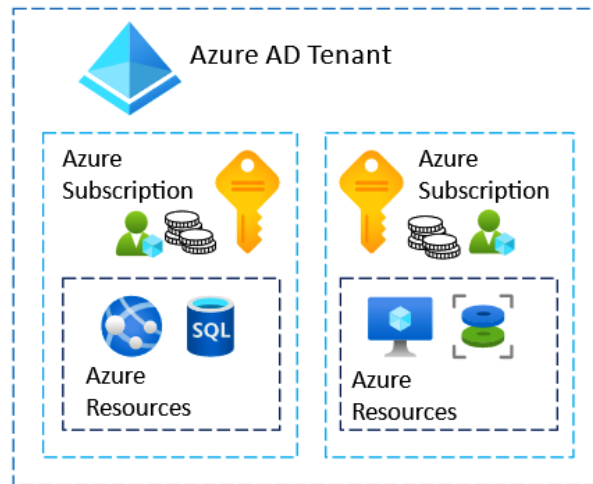 Azure AD Tenant
Azure
Subscription
Azure
Subscription
SQL
Azure
Resources
Azure
Resources